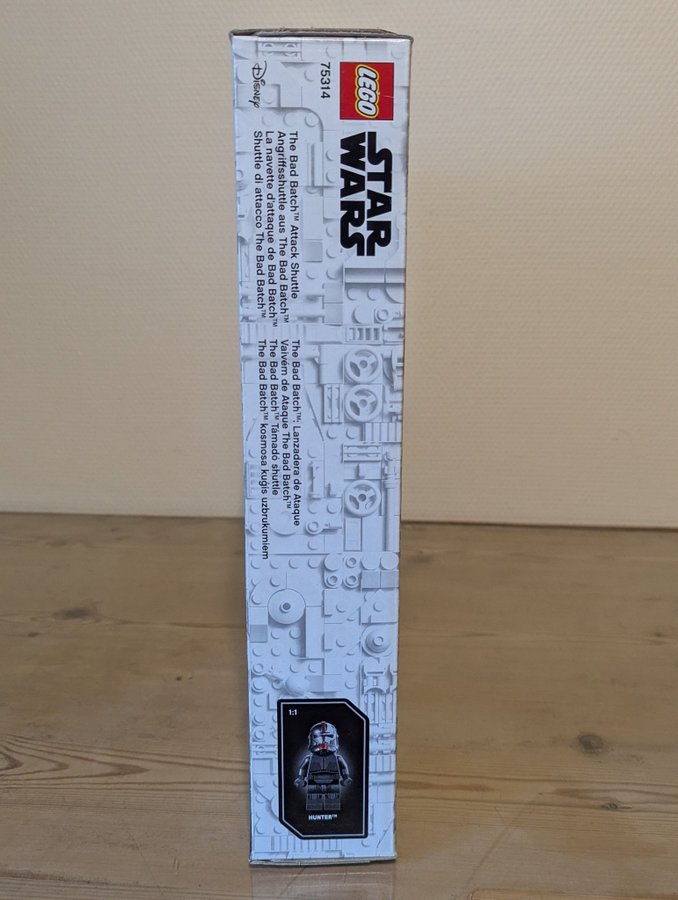 LEGO
STAR
WARS
75314
Disney
The Bad Batch™ Attack Shuttle
Angriffsshuttle aus The Bad Batch™
La navette d'attaque de Bad Batch™
Shuttle di attacco The Bad Batch™
The Bad Batch™: Lanzadera de Ataque
Vaivém de Ataque The Bad Batch™
The Bad Batch™ Támadó shuttle
The Bad Batch™ kosmosa kuģis uzbrukumiem
1:1
HUNTER™